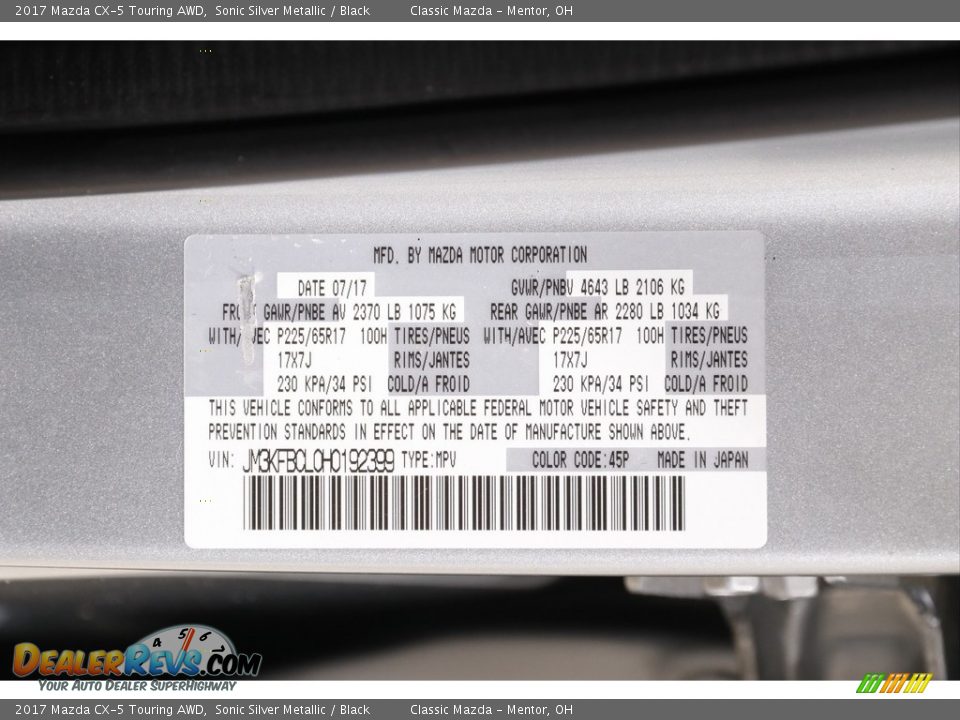 2017 Mazda CX-5 Touring AWD, Sonic Silver Metallic / Black Classic Mazda - Mentor, OH
MFD. BY MAZDA MOTOR CORPORATION
DATE 07/17 GVWR/PNBV 4643 LB 2106 KG
GAWR/PNBE AV 2370 LB 1075 KG REAR GAWR/PNBE AR 2280 LB 1034 KG
WITH/AVEC P225/65R17 100H TIRES/PNEUS WITH/AVEC P225/65R17 100H TIRES/PNEUS
17X7J RIMS/JANTES 17X7J RIMS/JANTES
230 KPA/34 PSI COLD/A FROID 230 KPA/34 PSI COLD/A FROID
THIS VEHICLE CONFORMS TO ALL APPLICABLE FEDERAL MOTOR VEHICLE SAFETY AND THEFT
PREVENTION STANDARDS IN EFFECT ON THE DATE OF MANUFACTURE SHOWN ABOVE.
VIN: JM3KFBCL0H0192399 TYPE:MPV COLOR CODE:45P MADE IN JAPAN
4 5 6
DEALERREVS.COM
YOUR AUTO DEALER SUPERHIGHWAY
2017 Mazda CX-5 Touring AWD, Sonic Silver Metallic / Black Classic Mazda - Mentor, OH